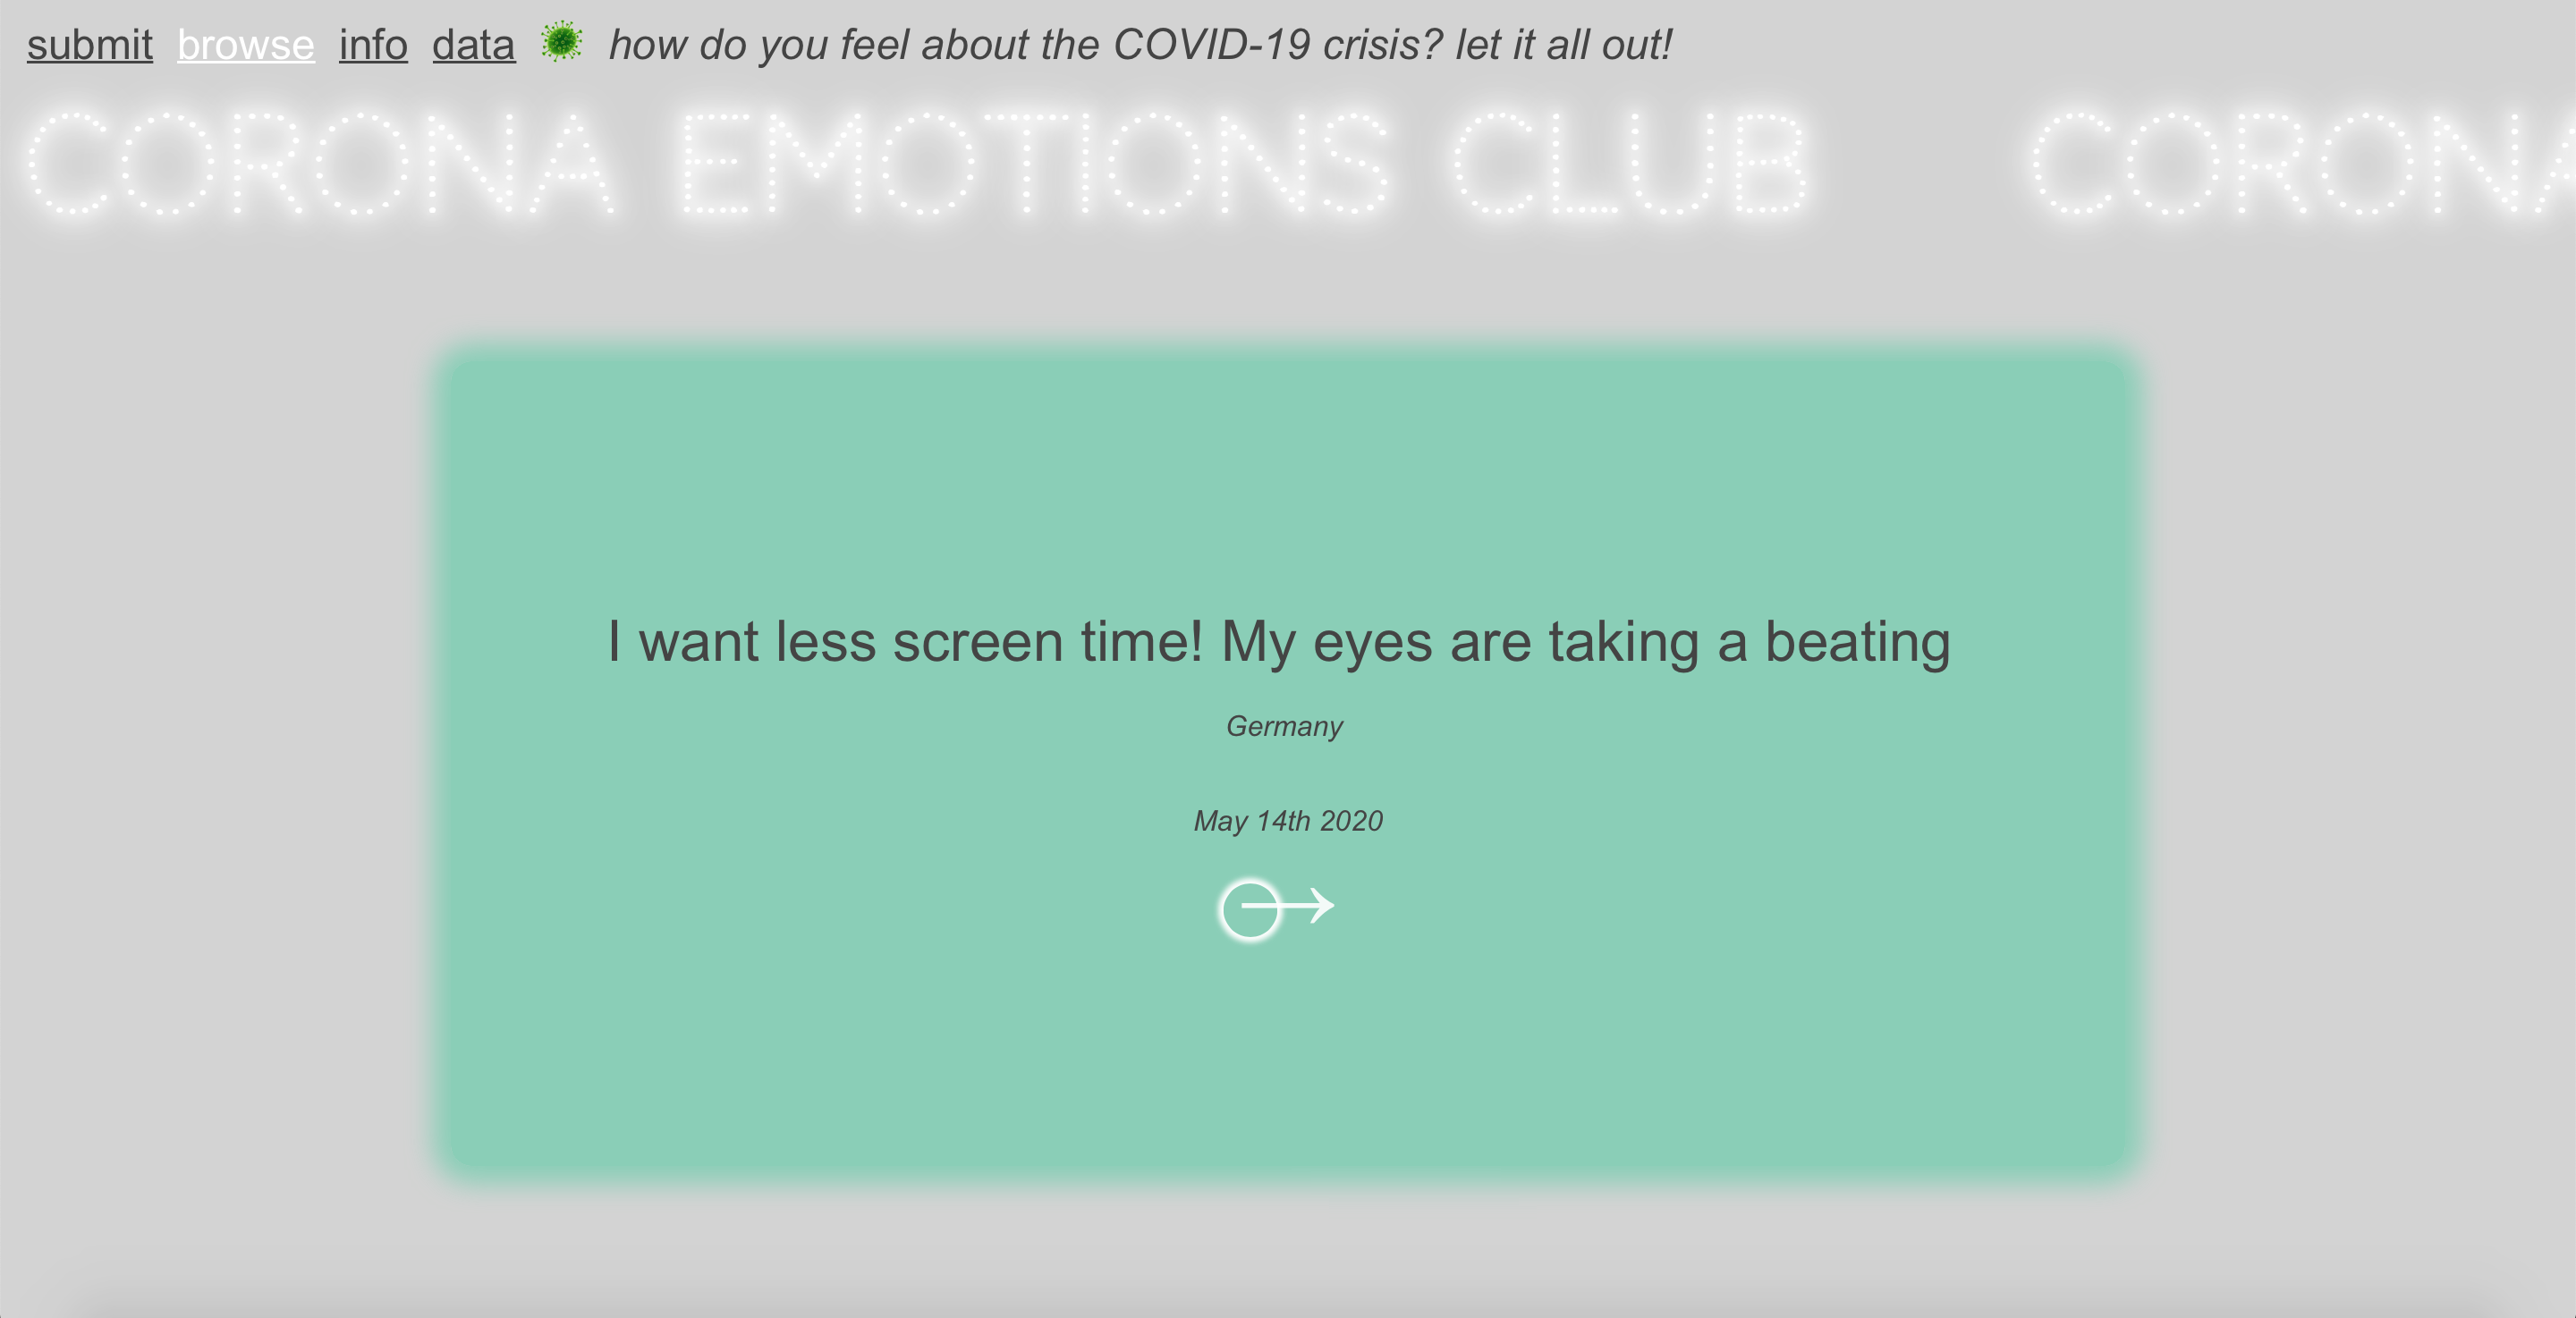 submit browse info data 🦠 how do you feel about the COVID-19 crisis? let it all out!
CORONA EMOTIONS CLUB CORONA
I want less screen time! My eyes are taking a beating
Germany
May 14th 2020